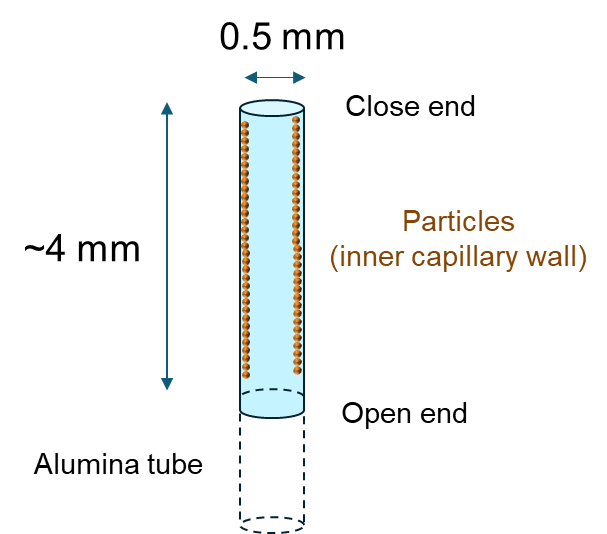 0.5 mm
Close end
Particles
(inner capillary wall)
~4 mm
Open end
Alumina tube